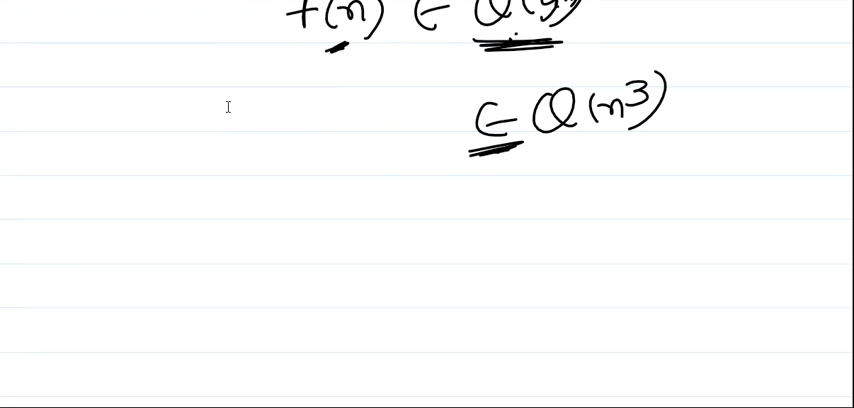 f(n) ∈
∈ O(n³)